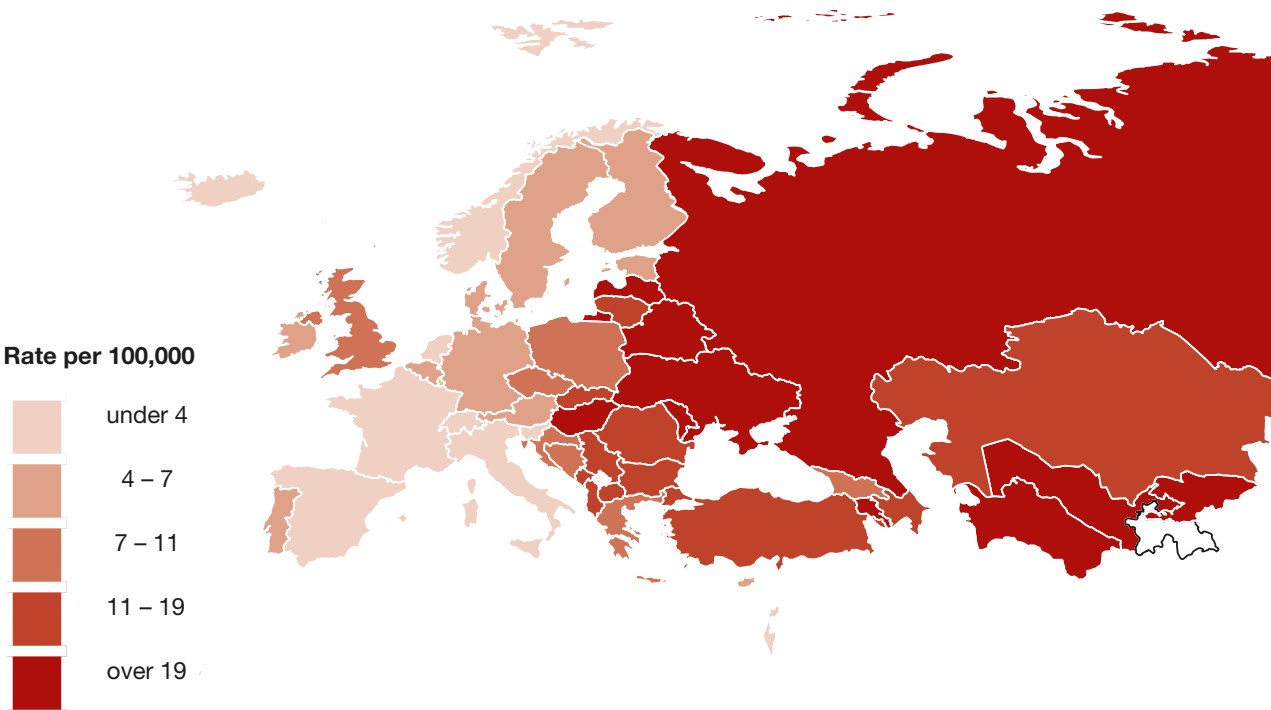 Rate per 100,000
under 4
4 – 7
7 – 11
11 – 19
over 19